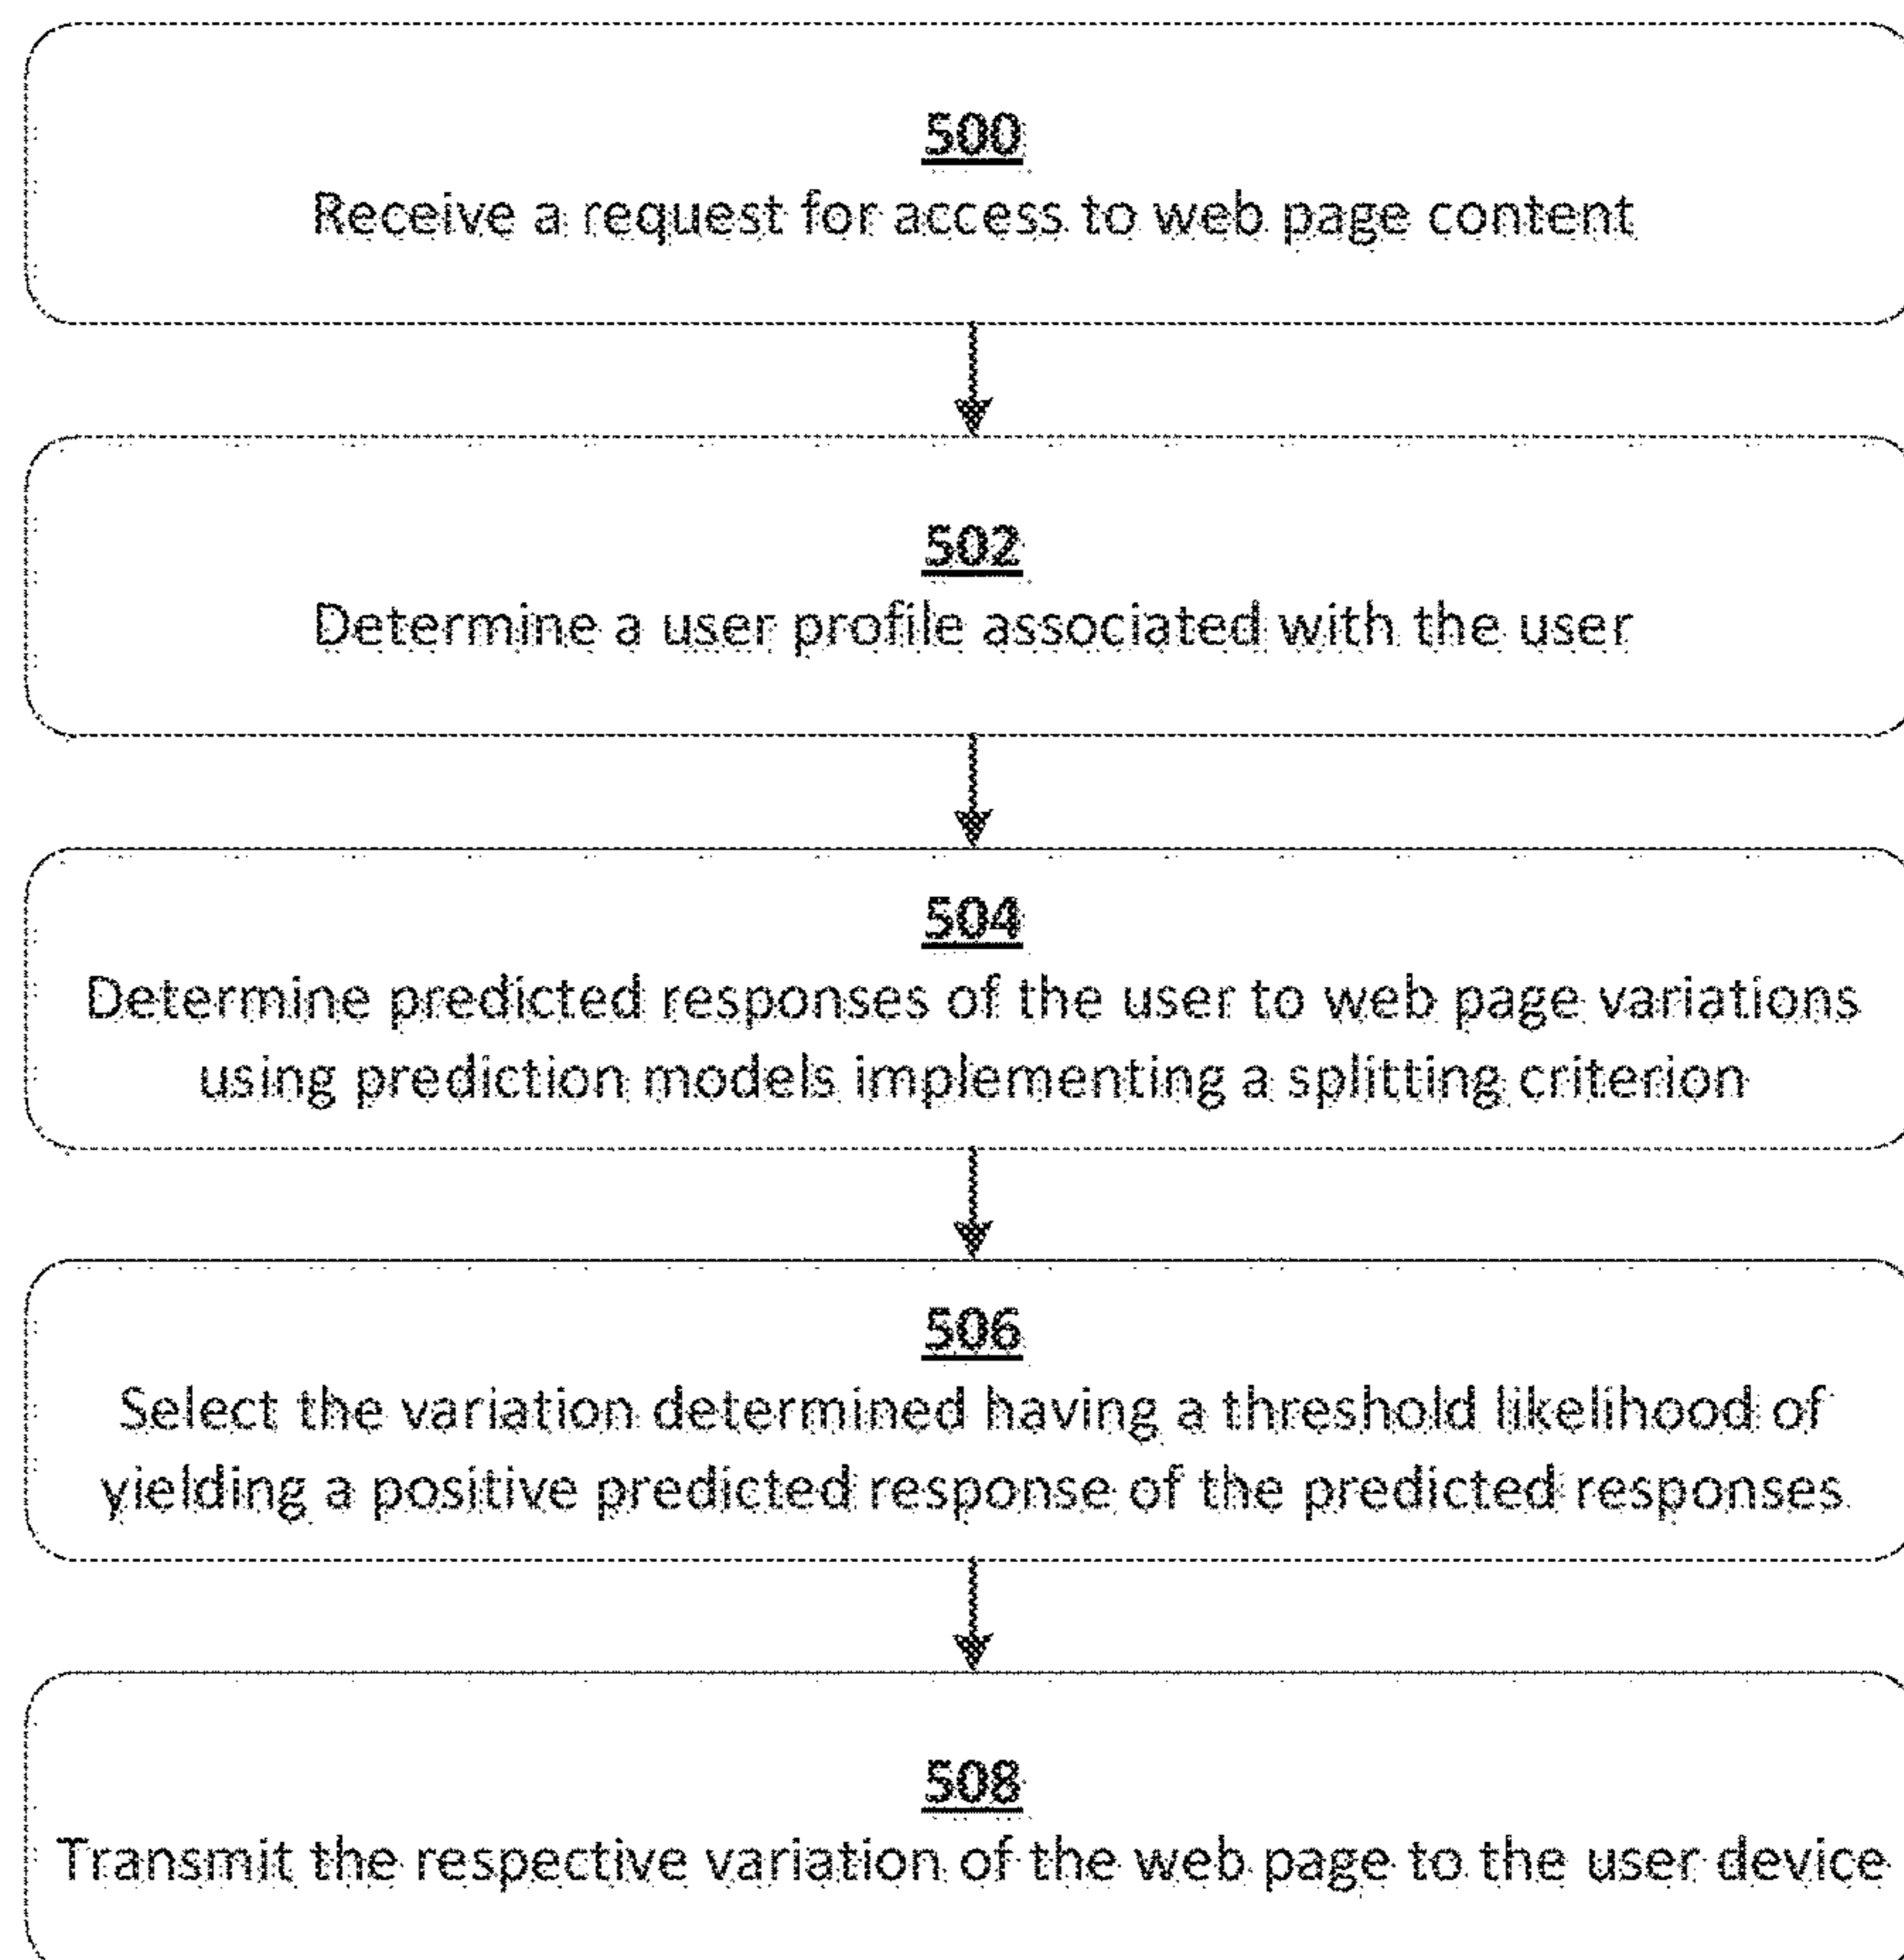 500
Receive a request for access to web page content
502
Determine a user profile associated with the user
504
Determine predicted responses of the user to web page variations
using prediction models implementing a splitting criterion
506
Select the variation determined having a threshold likelihood of
yielding a positive predicted response of the predicted responses
508
Transmit the respective variation of the web page to the user device